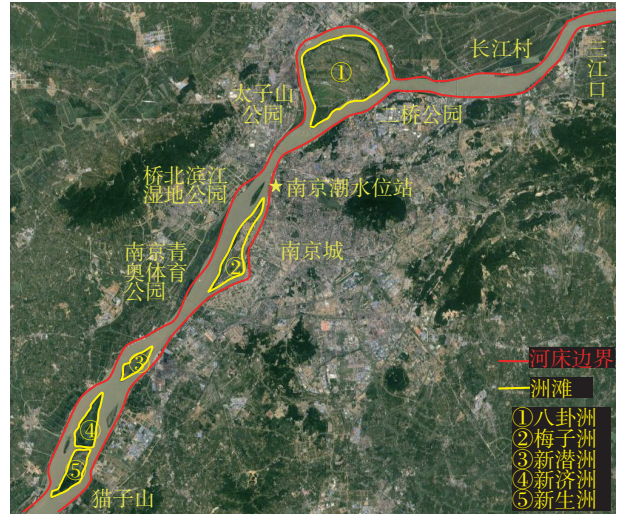 长江村
三江口
①
太子山
公园
二桥公园
桥北滨江
湿地公园
★南京潮水位站
南京青
奥体育
公园
南京城
②
③
④
⑤
猫子山
河床边界
洲滩
①八卦洲
②梅子洲
③新潜洲
④新济洲
⑤新生洲